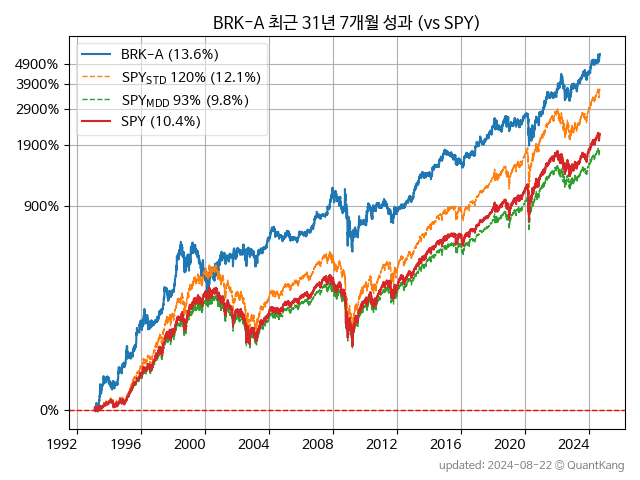 BRK-A 최근 31년 7개월 성과 (vs SPY)
BRK-A (13.6%)
SPY_STD 120% (12.1%)
SPY_MDD 93% (9.8%)
SPY (10.4%)
4900%
3900%
2900%
1900%
900%
0%
1992 1996 2000 2004 2008 2012 2016 2020 2024
updated: 2024-08-22 © QuantKang